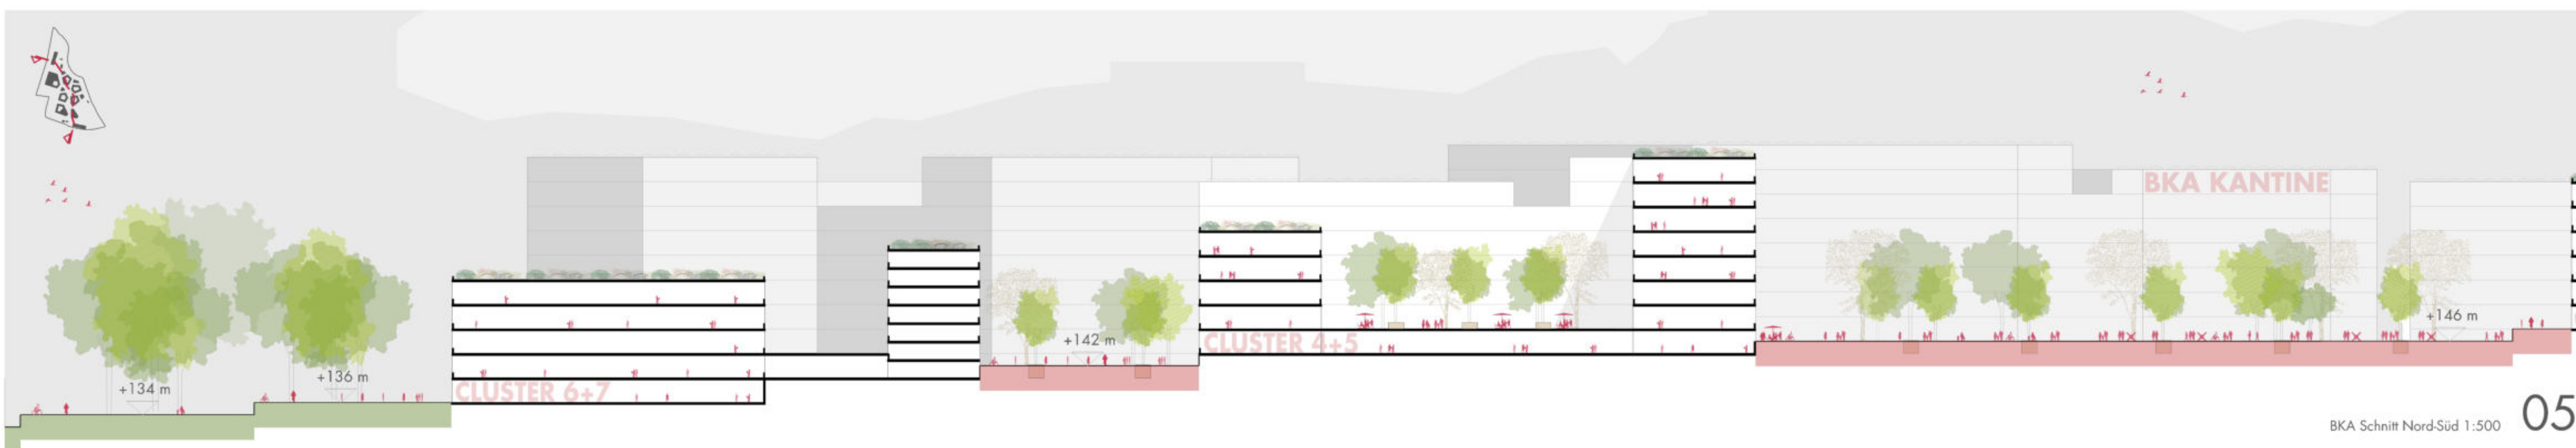 BKA KANTINE
+146 m
+142 m
CLUSTER 4+5
+134 m
+136 m
CLUSTER 6+7
BKA Schnitt Nord-Süd 1:500
05